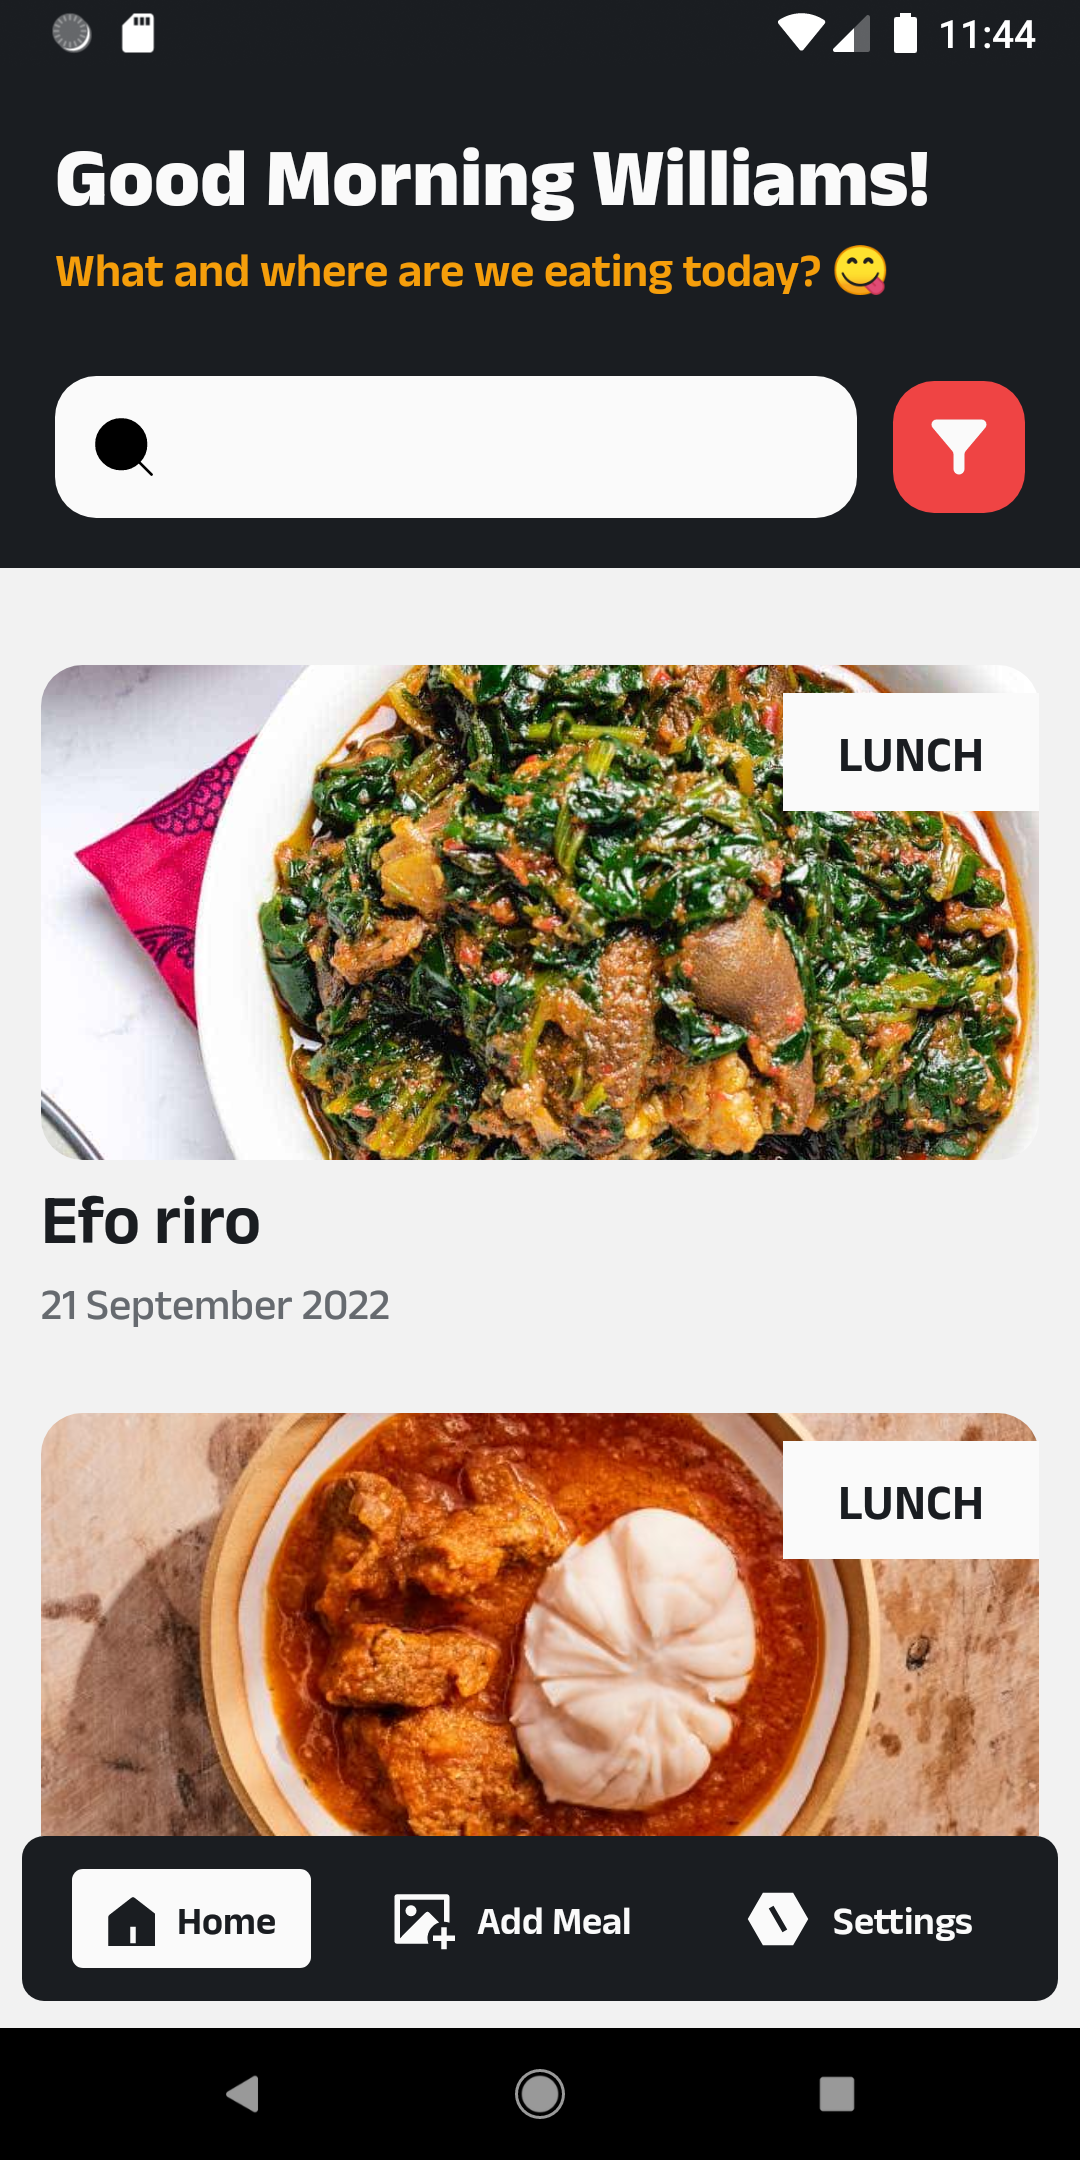 11:44
Good Morning Williams!
What and where are we eating today? 😋
LUNCH
Efo riro
21 September 2022
LUNCH
Home
Add Meal
Settings